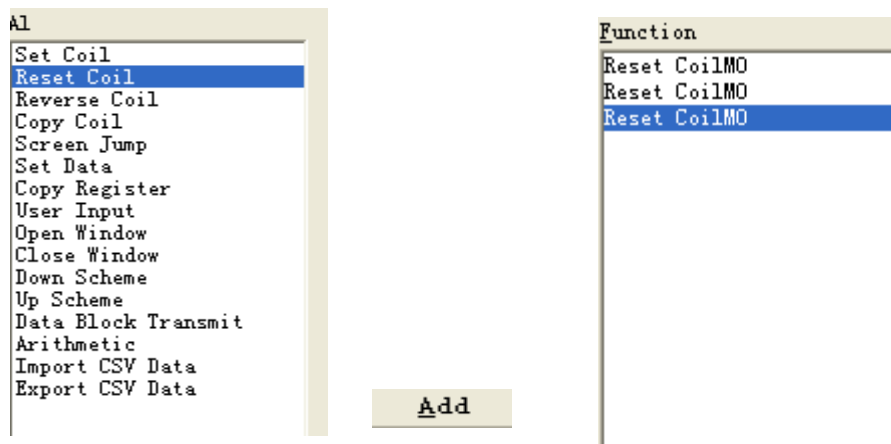 Al
Set Coil
Reset Coil
Reverse Coil
Copy Coil
Screen Jump
Set Data
Copy Register
User Input
Open Window
Close Window
Down Scheme
Up Scheme
Data Block Transmit
Arithmetic
Import CSV Data
Export CSV Data
Add
Function
Reset CoilM0
Reset CoilM0
Reset CoilM0